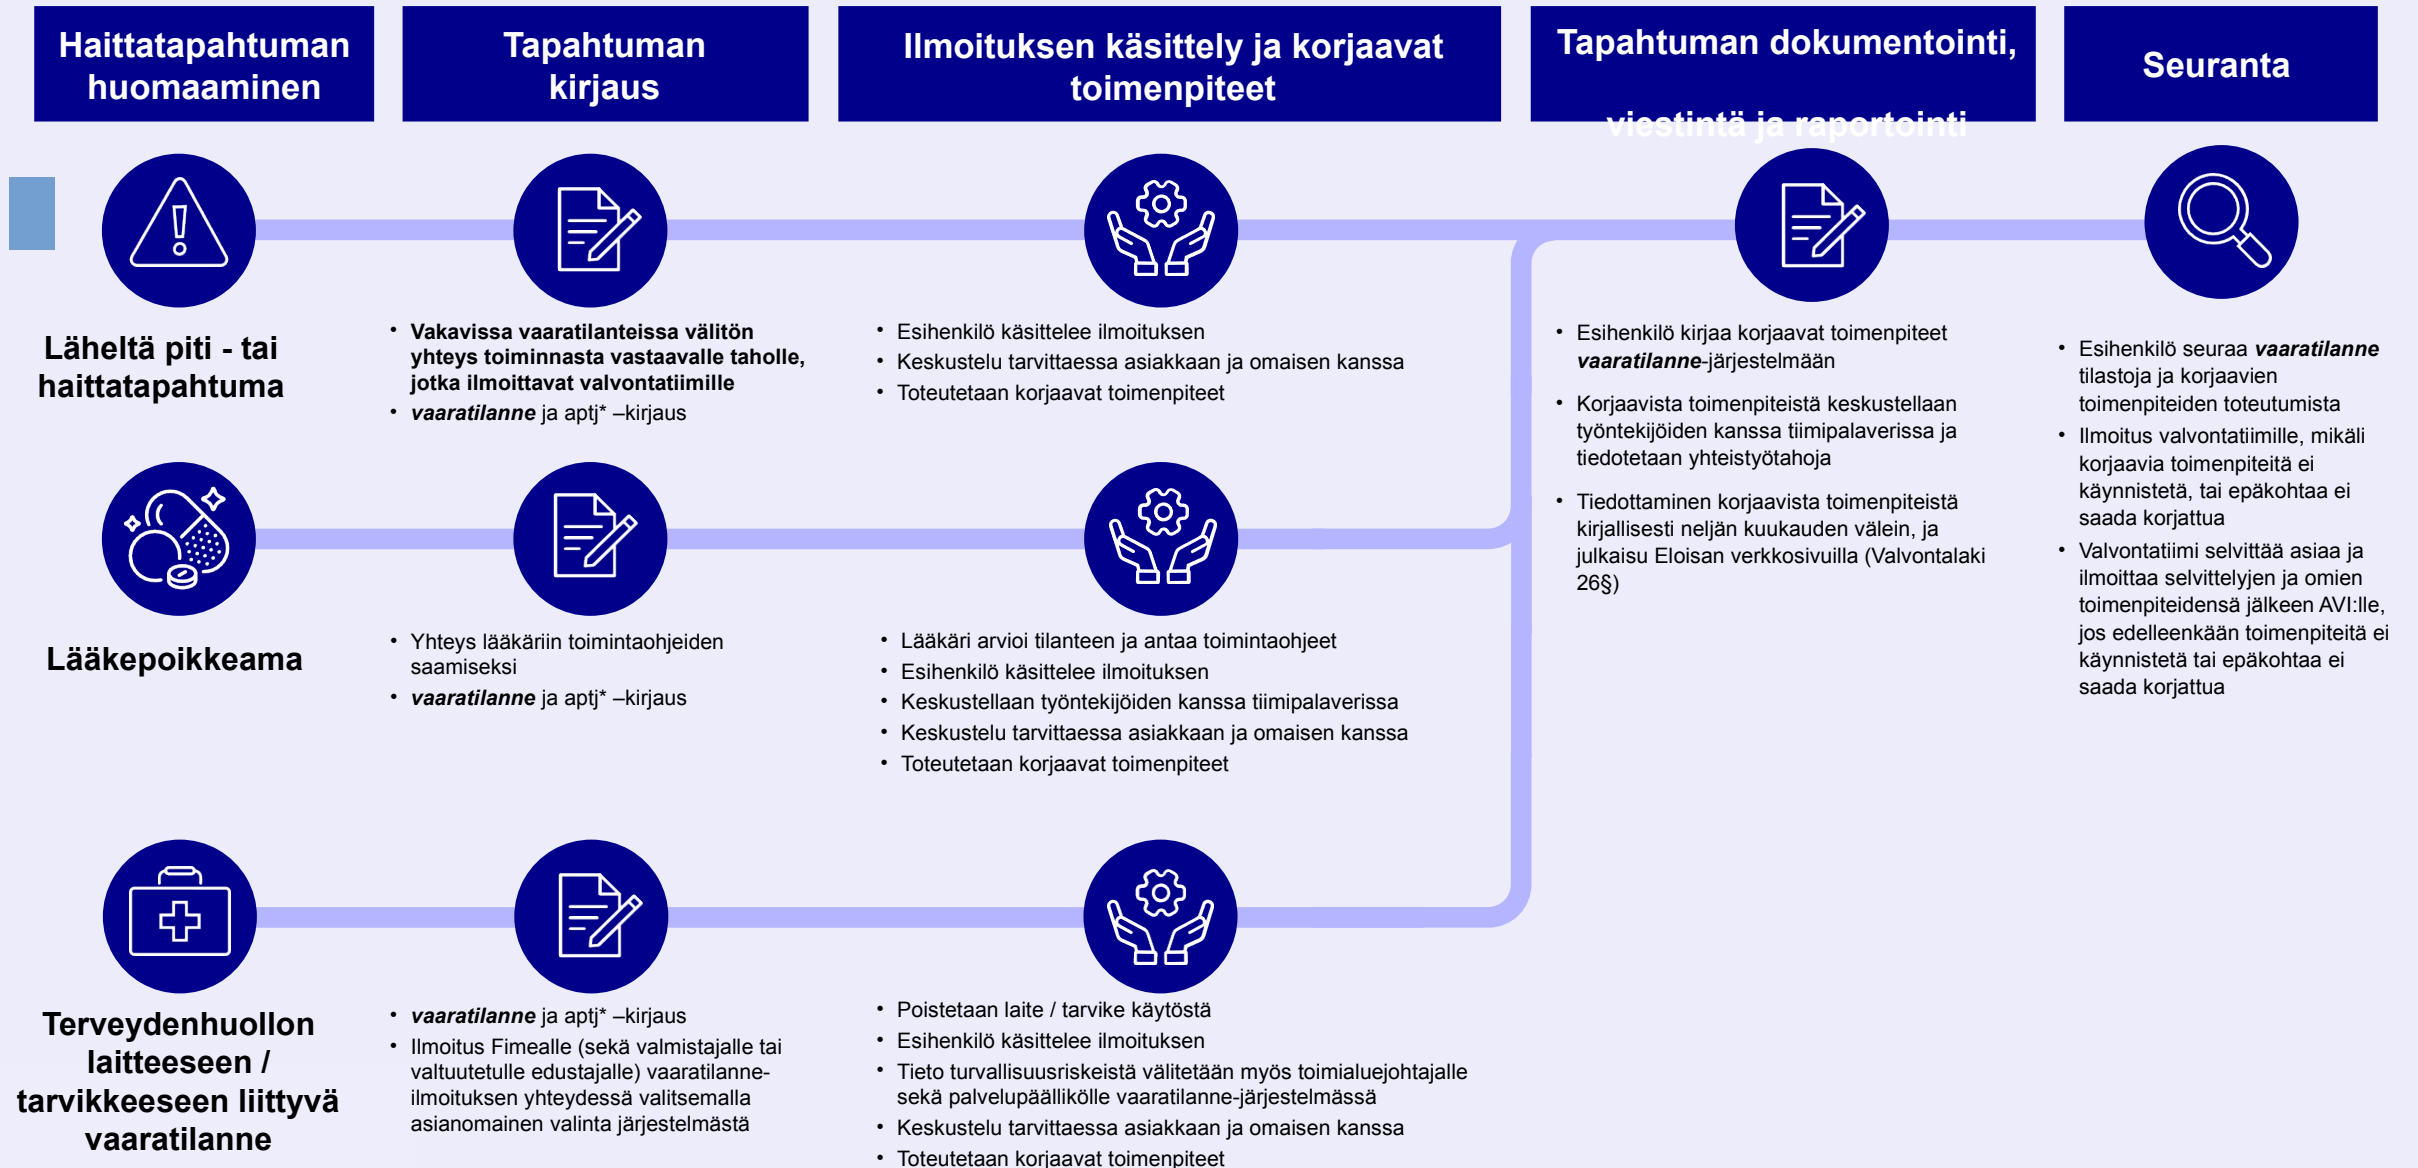 Haittatapahtuman
huomaaminen
Tapahtuman
kirjaus
Ilmoituksen käsittely ja korjaavat
toimenpiteet
Tapahtuman dokumentointi,
viestintä ja raportointi
Seuranta
Läheltä piti - tai
haittatapahtuma
• Vakavissa vaaratilanteissa välitön
yhteys toiminnasta vastaavalle taholle,
jotka ilmoittavat valvontatiimille
• vaaratilanne ja aptj* –kirjaus
• Esihenkilö käsittelee ilmoituksen
• Keskustelu tarvittaessa asiakkaan ja omaisen kanssa
• Toteutetaan korjaavat toimenpiteet
• Esihenkilö kirjaa korjaavat toimenpiteet
vaaratilanne-järjestelmään
• Korjaavista toimenpiteistä keskustellaan
työntekijöiden kanssa tiimipalaverissa ja
tiedotetaan yhteistyötahoja
• Tiedottaminen korjaavista toimenpiteistä
kirjallisesti neljän kuukauden välein, ja
julkaisu Eloisan verkkosivuilla (Valvontalaki
26§)
• Esihenkilö seuraa vaaratilanne
tilastoja ja korjaavien
toimenpiteiden toteutumista
• Ilmoitus valvontatiimille, mikäli
korjaavia toimenpiteitä ei
käynnistetä, tai epäkohtaa ei
saada korjattua
• Valvontatiimi selvittää asiaa ja
ilmoittaa selvittelyjen ja omien
toimenpiteidensä jälkeen AVI:lle,
jos edelleenkään toimenpiteitä ei
käynnistetä tai epäkohtaa ei
saada korjattua
Lääkepoikkeama
• Yhteys lääkäriin toimintaohjeiden
saamiseksi
• vaaratilanne ja aptj* –kirjaus
• Lääkäri arvioi tilanteen ja antaa toimintaohjeet
• Esihenkilö käsittelee ilmoituksen
• Keskustellaan työntekijöiden kanssa tiimipalaverissa
• Keskustelu tarvittaessa asiakkaan ja omaisen kanssa
• Toteutetaan korjaavat toimenpiteet
Terveydenhuollon
laitteeseen /
tarvikkeeseen liittyvä
vaaratilanne
• vaaratilanne ja aptj* –kirjaus
• Ilmoitus Fimealle (sekä valmistajalle tai
valtuutetulle edustajalle) vaaratilanne-
ilmoituksen yhteydessä valitsemalla
asianomainen valinta järjestelmästä
• Poistetaan laite / tarvike käytöstä
• Esihenkilö käsittelee ilmoituksen
• Tieto turvallisuusriskeistä välitetään myös toimialuejohtajalle
sekä palvelupäällikölle vaaratilanne-järjestelmässä
• Keskustelu tarvittaessa asiakkaan ja omaisen kanssa
• Toteutetaan korjaavat toimenpiteet